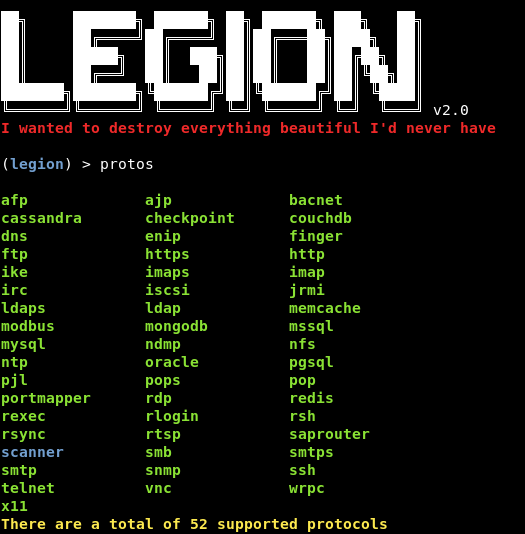 LEGION v2.0
I wanted to destroy everything beautiful I'd never have
(legion) > protos
afp ajp bacnet
cassandra checkpoint couchdb
dns enip finger
ftp https http
ike imaps imap
irc iscsi jrmi
ldaps ldap memcache
modbus mongodb mssql
mysql ndmp nfs
ntp oracle pgsql
pjl pops pop
portmapper rdp redis
rexec rlogin rsh
rsync rtsp saprouter
scanner smb smtps
smtp snmp ssh
telnet vnc wrpc
x11
There are a total of 52 supported protocols